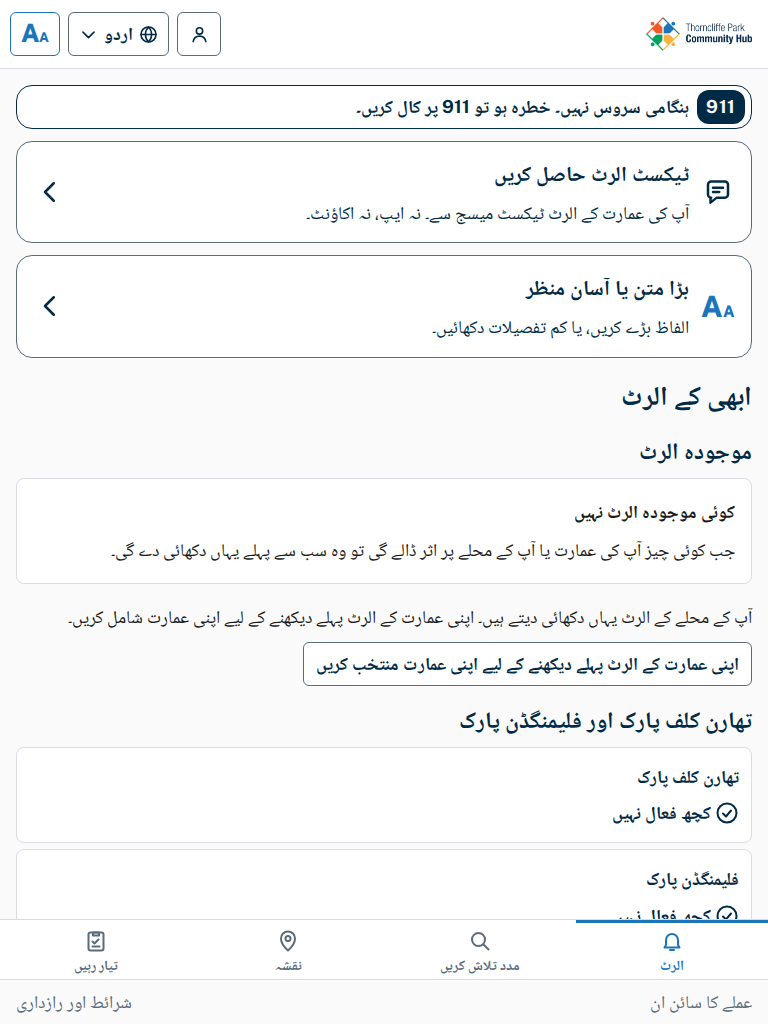 Thorncliffe Park
Community Hub
اردو
AA
911 ہنگامی سروس نہیں۔ خطرہ ہو تو 911 پر کال کریں۔
ٹیکسٹ الرٹ حاصل کریں
آپ کی عمارت کے الرٹ ٹیکسٹ میسج سے۔ نہ ایپ، نہ اکاؤنٹ۔
AA
بڑا متن یا آسان منظر
الفاظ بڑے کریں، یا کم تفصیلات دکھائیں۔
ابھی کے الرٹ
موجودہ الرٹ
کوئی موجودہ الرٹ نہیں
جب کوئی چیز آپ کی عمارت یا آپ کے محلے پر اثر ڈالے گی تو وہ سب سے پہلے یہاں دکھائی دے گی۔
آپ کے محلے کے الرٹ یہاں دکھائی دیتے ہیں۔ اپنی عمارت کے الرٹ پہلے دیکھنے کے لیے اپنی عمارت شامل کریں۔
اپنی عمارت کے الرٹ پہلے دیکھنے کے لیے اپنی عمارت منتخب کریں
تھارن کلف پارک اور فلیمنگڈن پارک
تھارن کلف پارک
کچھ فعال نہیں
فلیمنگڈن پارک
کچھ فعال نہیں
الرٹ
مدد تلاش کریں
نقشہ
تیار رہیں
عملے کا سائن ان
شرائط اور رازداری